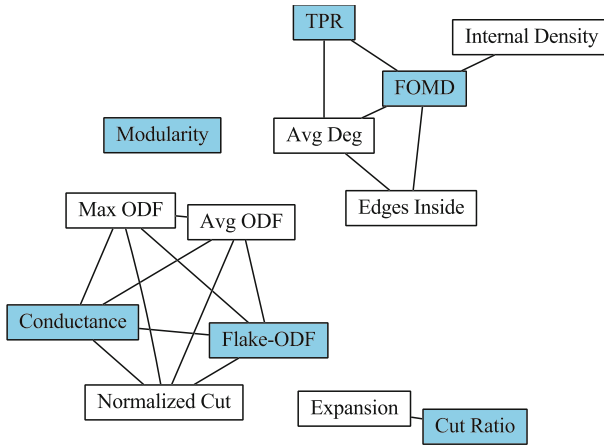 TPR
Internal Density
FOMD
Modularity
Avg Deg
Max ODF
Avg ODF
Edges Inside
Conductance
Flake-ODF
Normalized Cut
Expansion
Cut Ratio